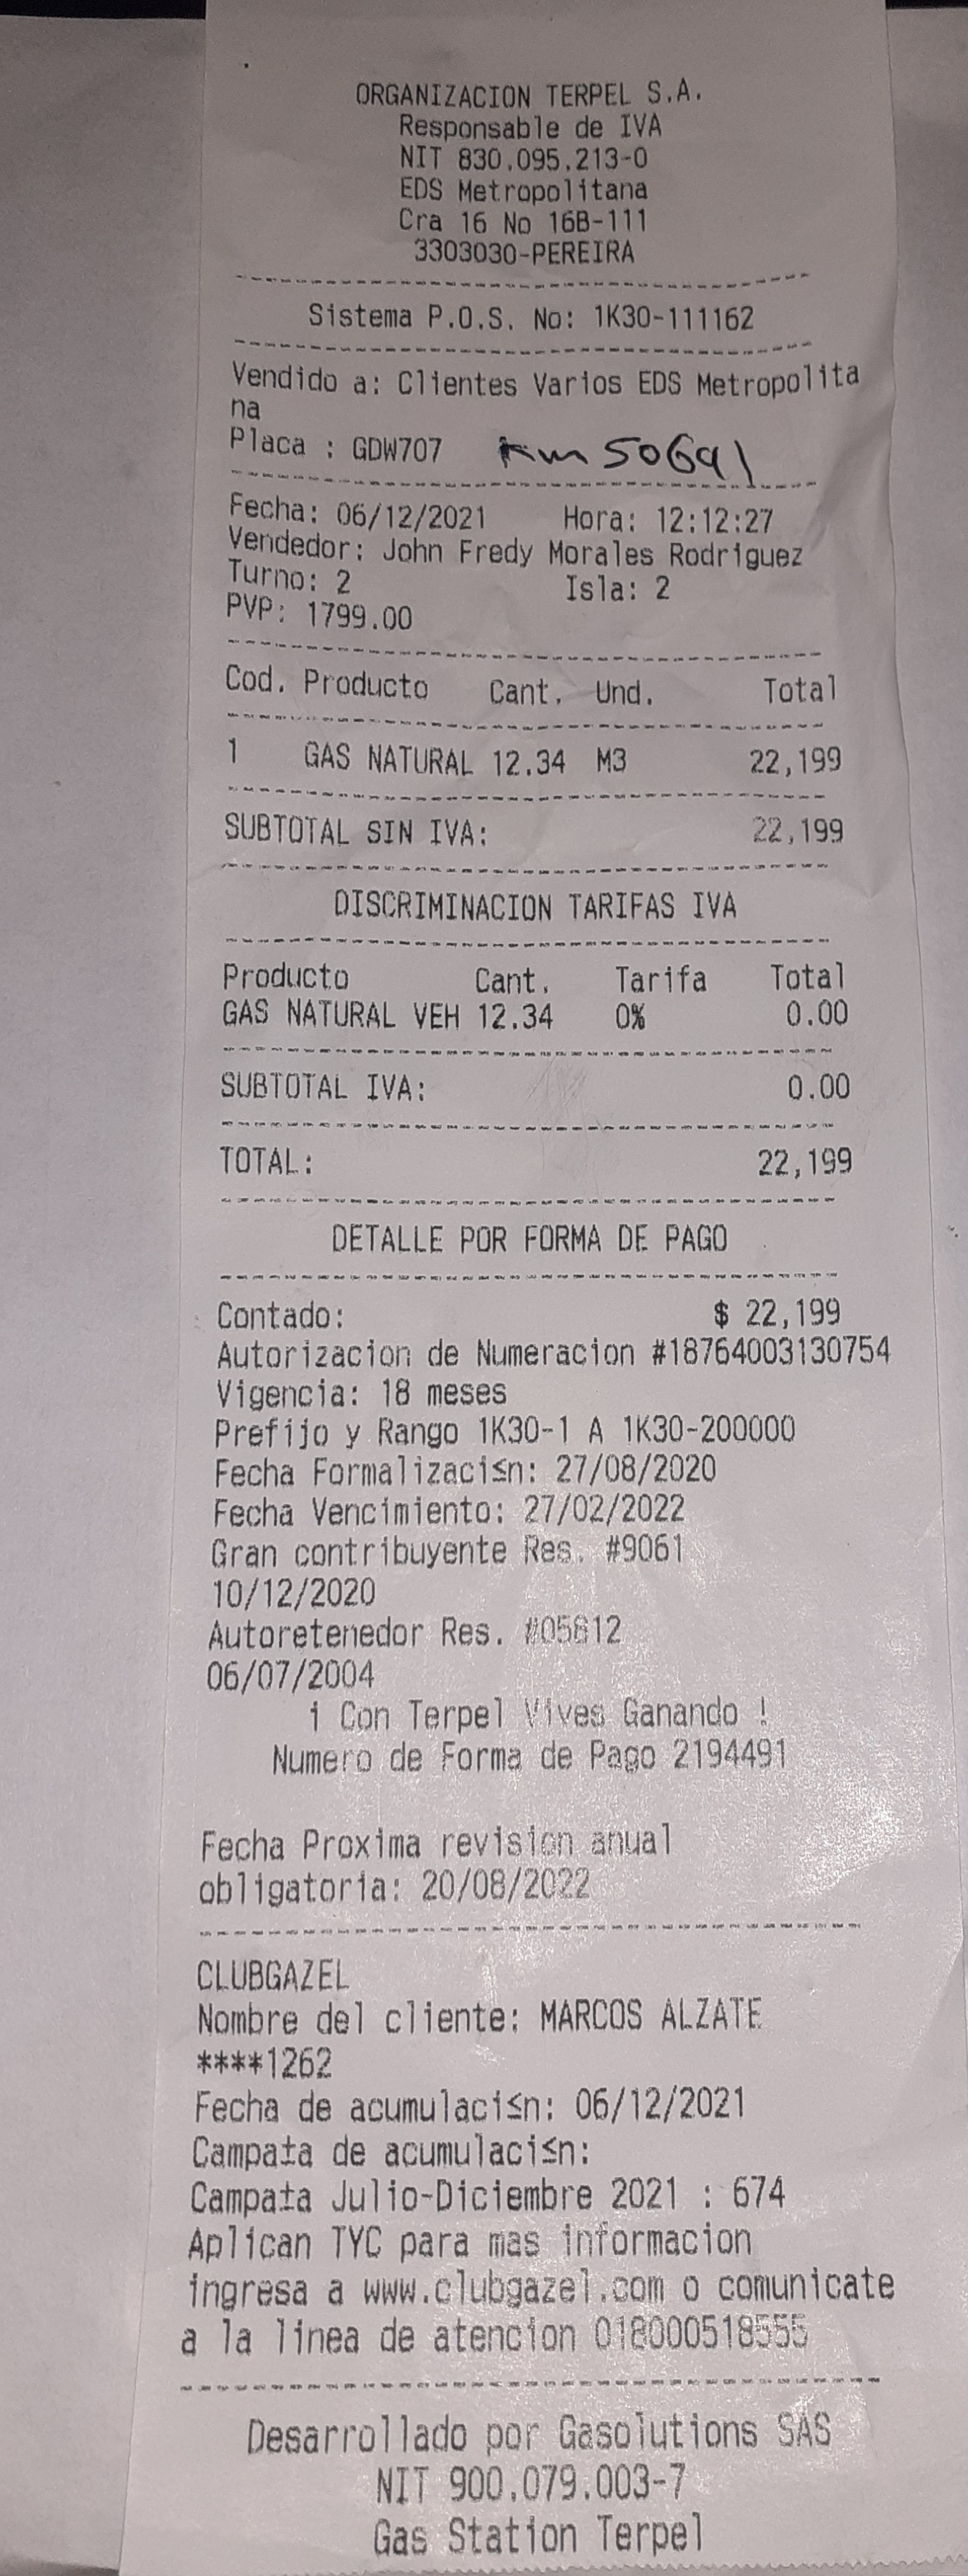 ORGANIZACION TERPEL S.A.
Responsable de IVA
NIT 830.095.213-0
EDS Metropolitana
Cra 16 No 16B-111
3303030-PEREIRA
Sistema P.O.S. No: 1K30-111162
Vendido a: Clientes Varios EDS Metropolita
na
Placa : GDW707 Km 50691
Fecha: 06/12/2021 Hora: 12:12:27
Vendedor: John Fredy Morales Rodriguez
Turno: 2 Isla: 2
PVP: 1799.00
Cod. Producto Cant. Und. Total
1 GAS NATURAL 12.34 M3 22,199
SUBTOTAL SIN IVA: 22,199
DISCRIMINACION TARIFAS IVA
Producto Cant. Tarifa Total
GAS NATURAL VEH 12.34 0% 0.00
SUBTOTAL IVA: 0.00
TOTAL: 22,199
DETALLE POR FORMA DE PAGO
Contado: $ 22,199
Autorizacion de Numeracion #18764003130754
Vigencia: 18 meses
Prefijo y Rango 1K30-1 A 1K30-200000
Fecha Formalizaci≤n: 27/08/2020
Fecha Vencimiento: 27/02/2022
Gran contribuyente Res. #9061
10/12/2020
Autoretenedor Res. #05612
06/07/2004
¡ Con Terpel Vives Ganando !
Numero de Forma de Pago 2194491
Fecha Proxima revision anual
obligatoria: 20/08/2022
CLUBGAZEL
Nombre del cliente: MARCOS ALZATE
****1262
Fecha de acumulaci≤n: 06/12/2021
Campa±a de acumulaci≤n:
Campa±a Julio-Diciembre 2021 : 674
Aplican TYC para mas informacion
ingresa a www.clubgazel.com o comunicate
a la linea de atencion 018000518555
Desarrollado por Gasolutions SAS
NIT 900.079.003-7
Gas Station Terpel